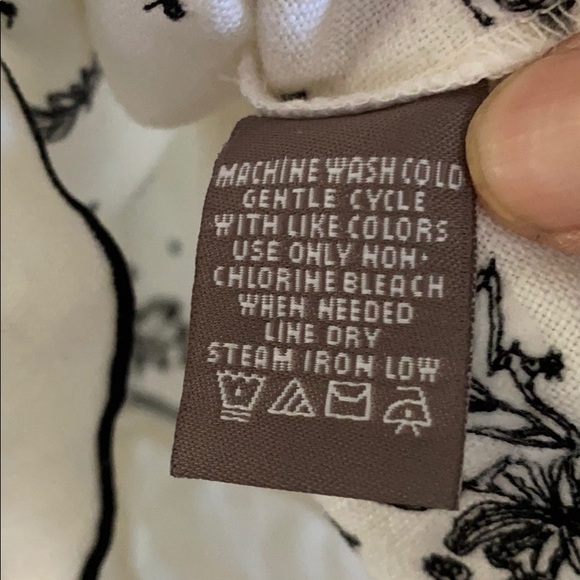 MACHINE WASH COLD
GENTLE CYCLE
WITH LIKE COLORS
USE ONLY NON-
CHLORINE BLEACH
WHEN NEEDED
LINE DRY
STEAM IRON LOW